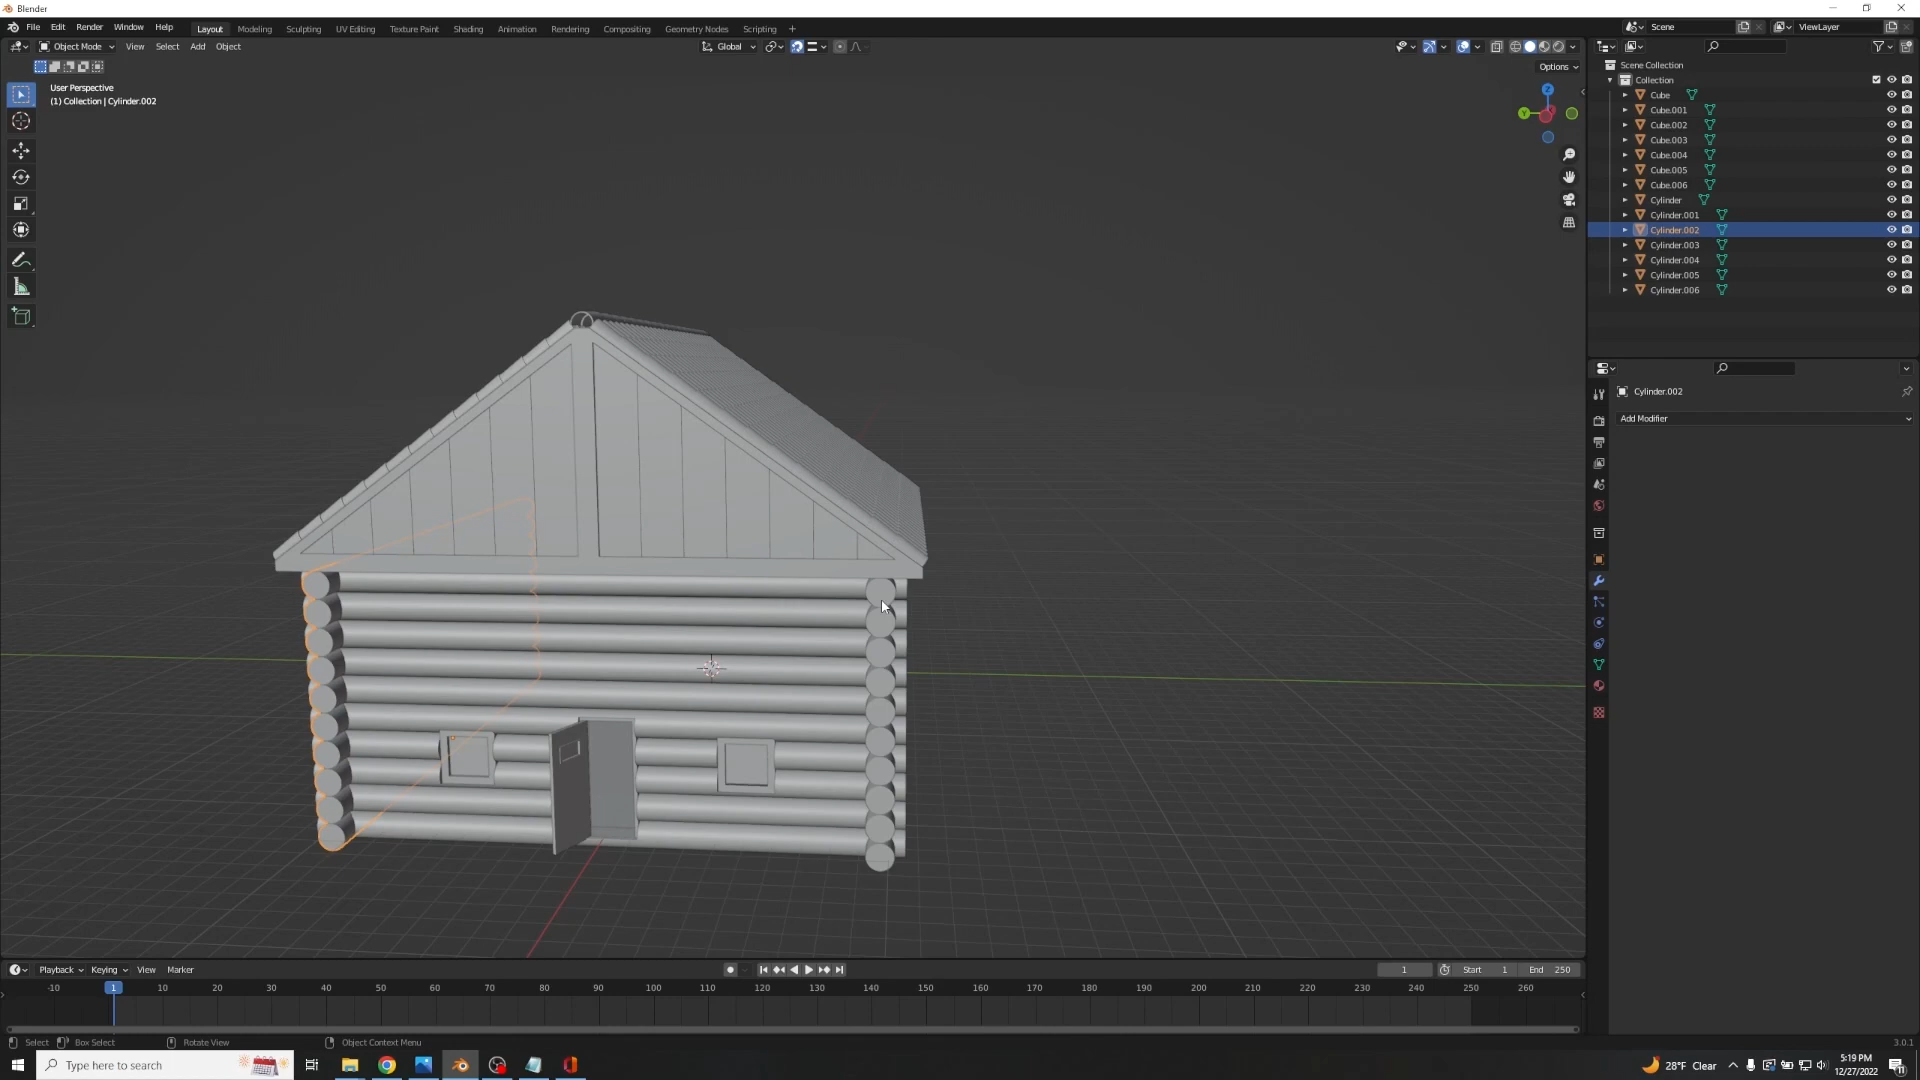 Blender
File Edit Render Window Help
Layout Modeling Sculpting UV Editing Texture Paint Shading Animation Rendering Compositing Geometry Nodes Scripting +
Scene
ViewLayer
Object Mode View Select Add Object
Global
Options
User Perspective
(1) Collection | Cylinder.002
Z
Y
Scene Collection
Collection
Cube
Cube.001
Cube.002
Cube.003
Cube.004
Cube.005
Cube.006
Cylinder
Cylinder.001
Cylinder.002
Cylinder.003
Cylinder.004
Cylinder.005
Cylinder.006
Cylinder.002
Add Modifier
Playback Keying View Marker
1 Start 1 End 250
-10 1 10 20 30 40 50 60 70 80 90 100 110 120 130 140 150 160 170 180 190 200 210 220 230 240 250 260
Select Box Select Rotate View Object Context Menu
3.0.1
Type here to search
28°F Clear
5:19 PM
12/27/2022